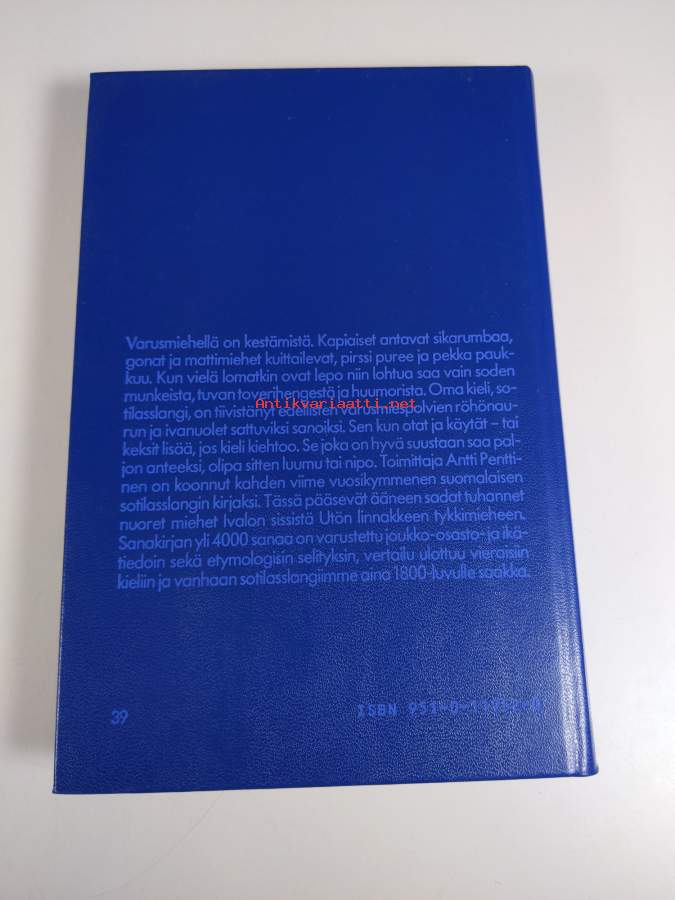 Varusmiehellä on kestämistä. Kapiaiset antavat sikarumbaa,
gonat ja mattimiehet kuittailevat, pirssi puree ja pekka pauk-
kuu. Kun vielä lomatkin ovat lepo niin lohtua saa vain soden
munkeista, tuvan toverihengestä ja huumorista. Oma kieli, so-
Antikvariaatti.net
tilasslangi, on tiivistänyt edellisten varusmiespolvien röhönau-
run ja ivanuolet sattuviksi sanoiksi. Sen kun otat ja käytät – tai
keksit lisää, jos kieli kiehtoo. Se joka on hyvä suustaan saa pal-
jon anteeksi, olipa sitten luumu tai nipo. Toimittaja Antti Pentti-
nen on koonnut kahden viime vuosikymmenen suomalaisen
sotilasslangin kirjaksi. Tässä pääsevät ääneen sadat tuhannet
nuoret miehet Ivalon sissistä Utön linnakkeen tykkimieheen.
Sanakirjan yli 4000 sanaa on varustettu joukko-osasto- ja ikä-
tiedoin sekä etymologisin selityksin, vertailu ulottuu vieraisiin
kieliin ja vanhaan sotilasslangiimme aina 1800-luvulle saakka.
39
ISBN